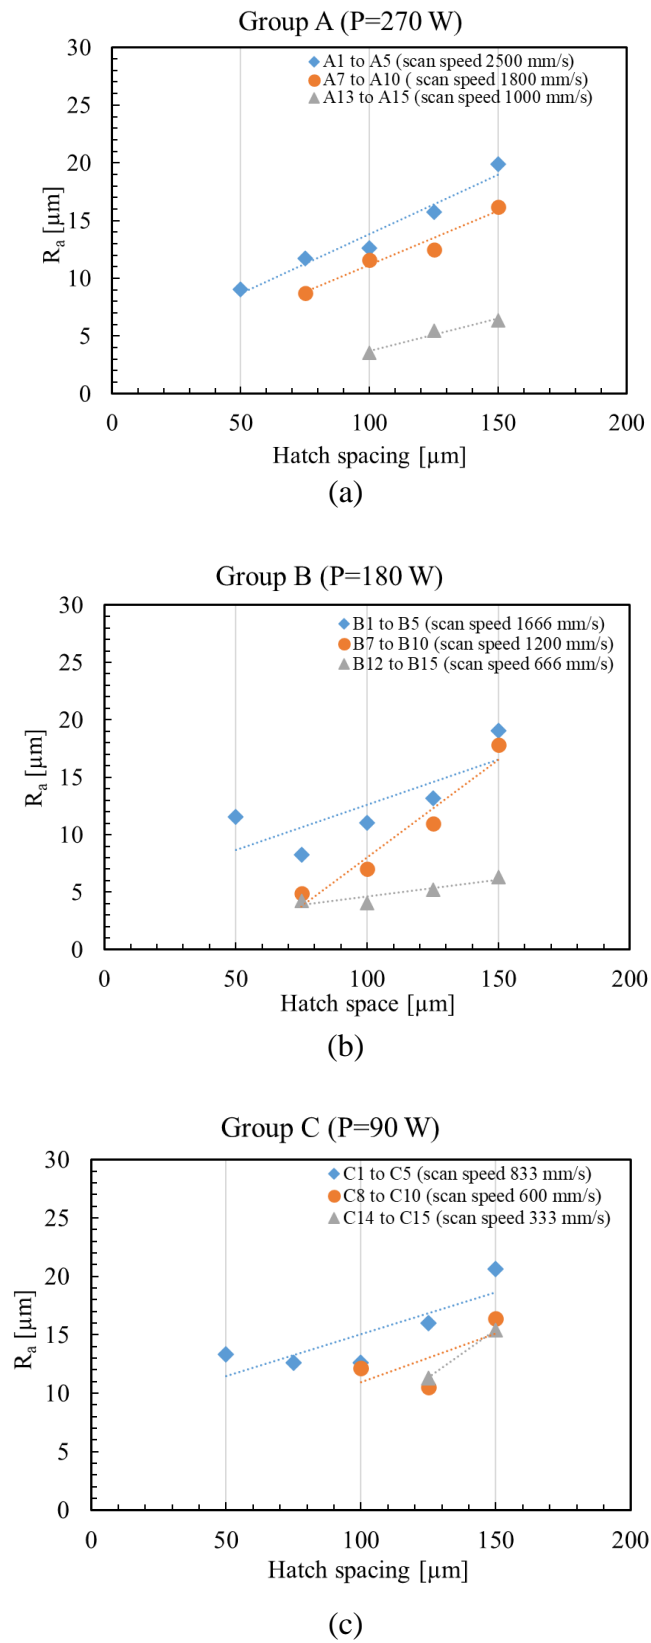 Group A (P=270 W)
A1 to A5 (scan speed 2500 mm/s)
A7 to A10 ( scan speed 1800 mm/s)
A13 to A15 (scan speed 1000 mm/s)
30
25
20
15
10
5
0
Ra [µm]
0 50 100 150 200
Hatch spacing [µm]
(a)
Group B (P=180 W)
B1 to B5 (scan speed 1666 mm/s)
B7 to B10 (scan speed 1200 mm/s)
B12 to B15 (scan speed 666 mm/s)
30
25
20
15
10
5
0
Ra [µm]
0 50 100 150 200
Hatch space [µm]
(b)
Group C (P=90 W)
C1 to C5 (scan speed 833 mm/s)
C8 to C10 (scan speed 600 mm/s)
C14 to C15 (scan speed 333 mm/s)
30
25
20
15
10
5
0
Ra [µm]
0 50 100 150 200
Hatch spacing [µm]
(c)